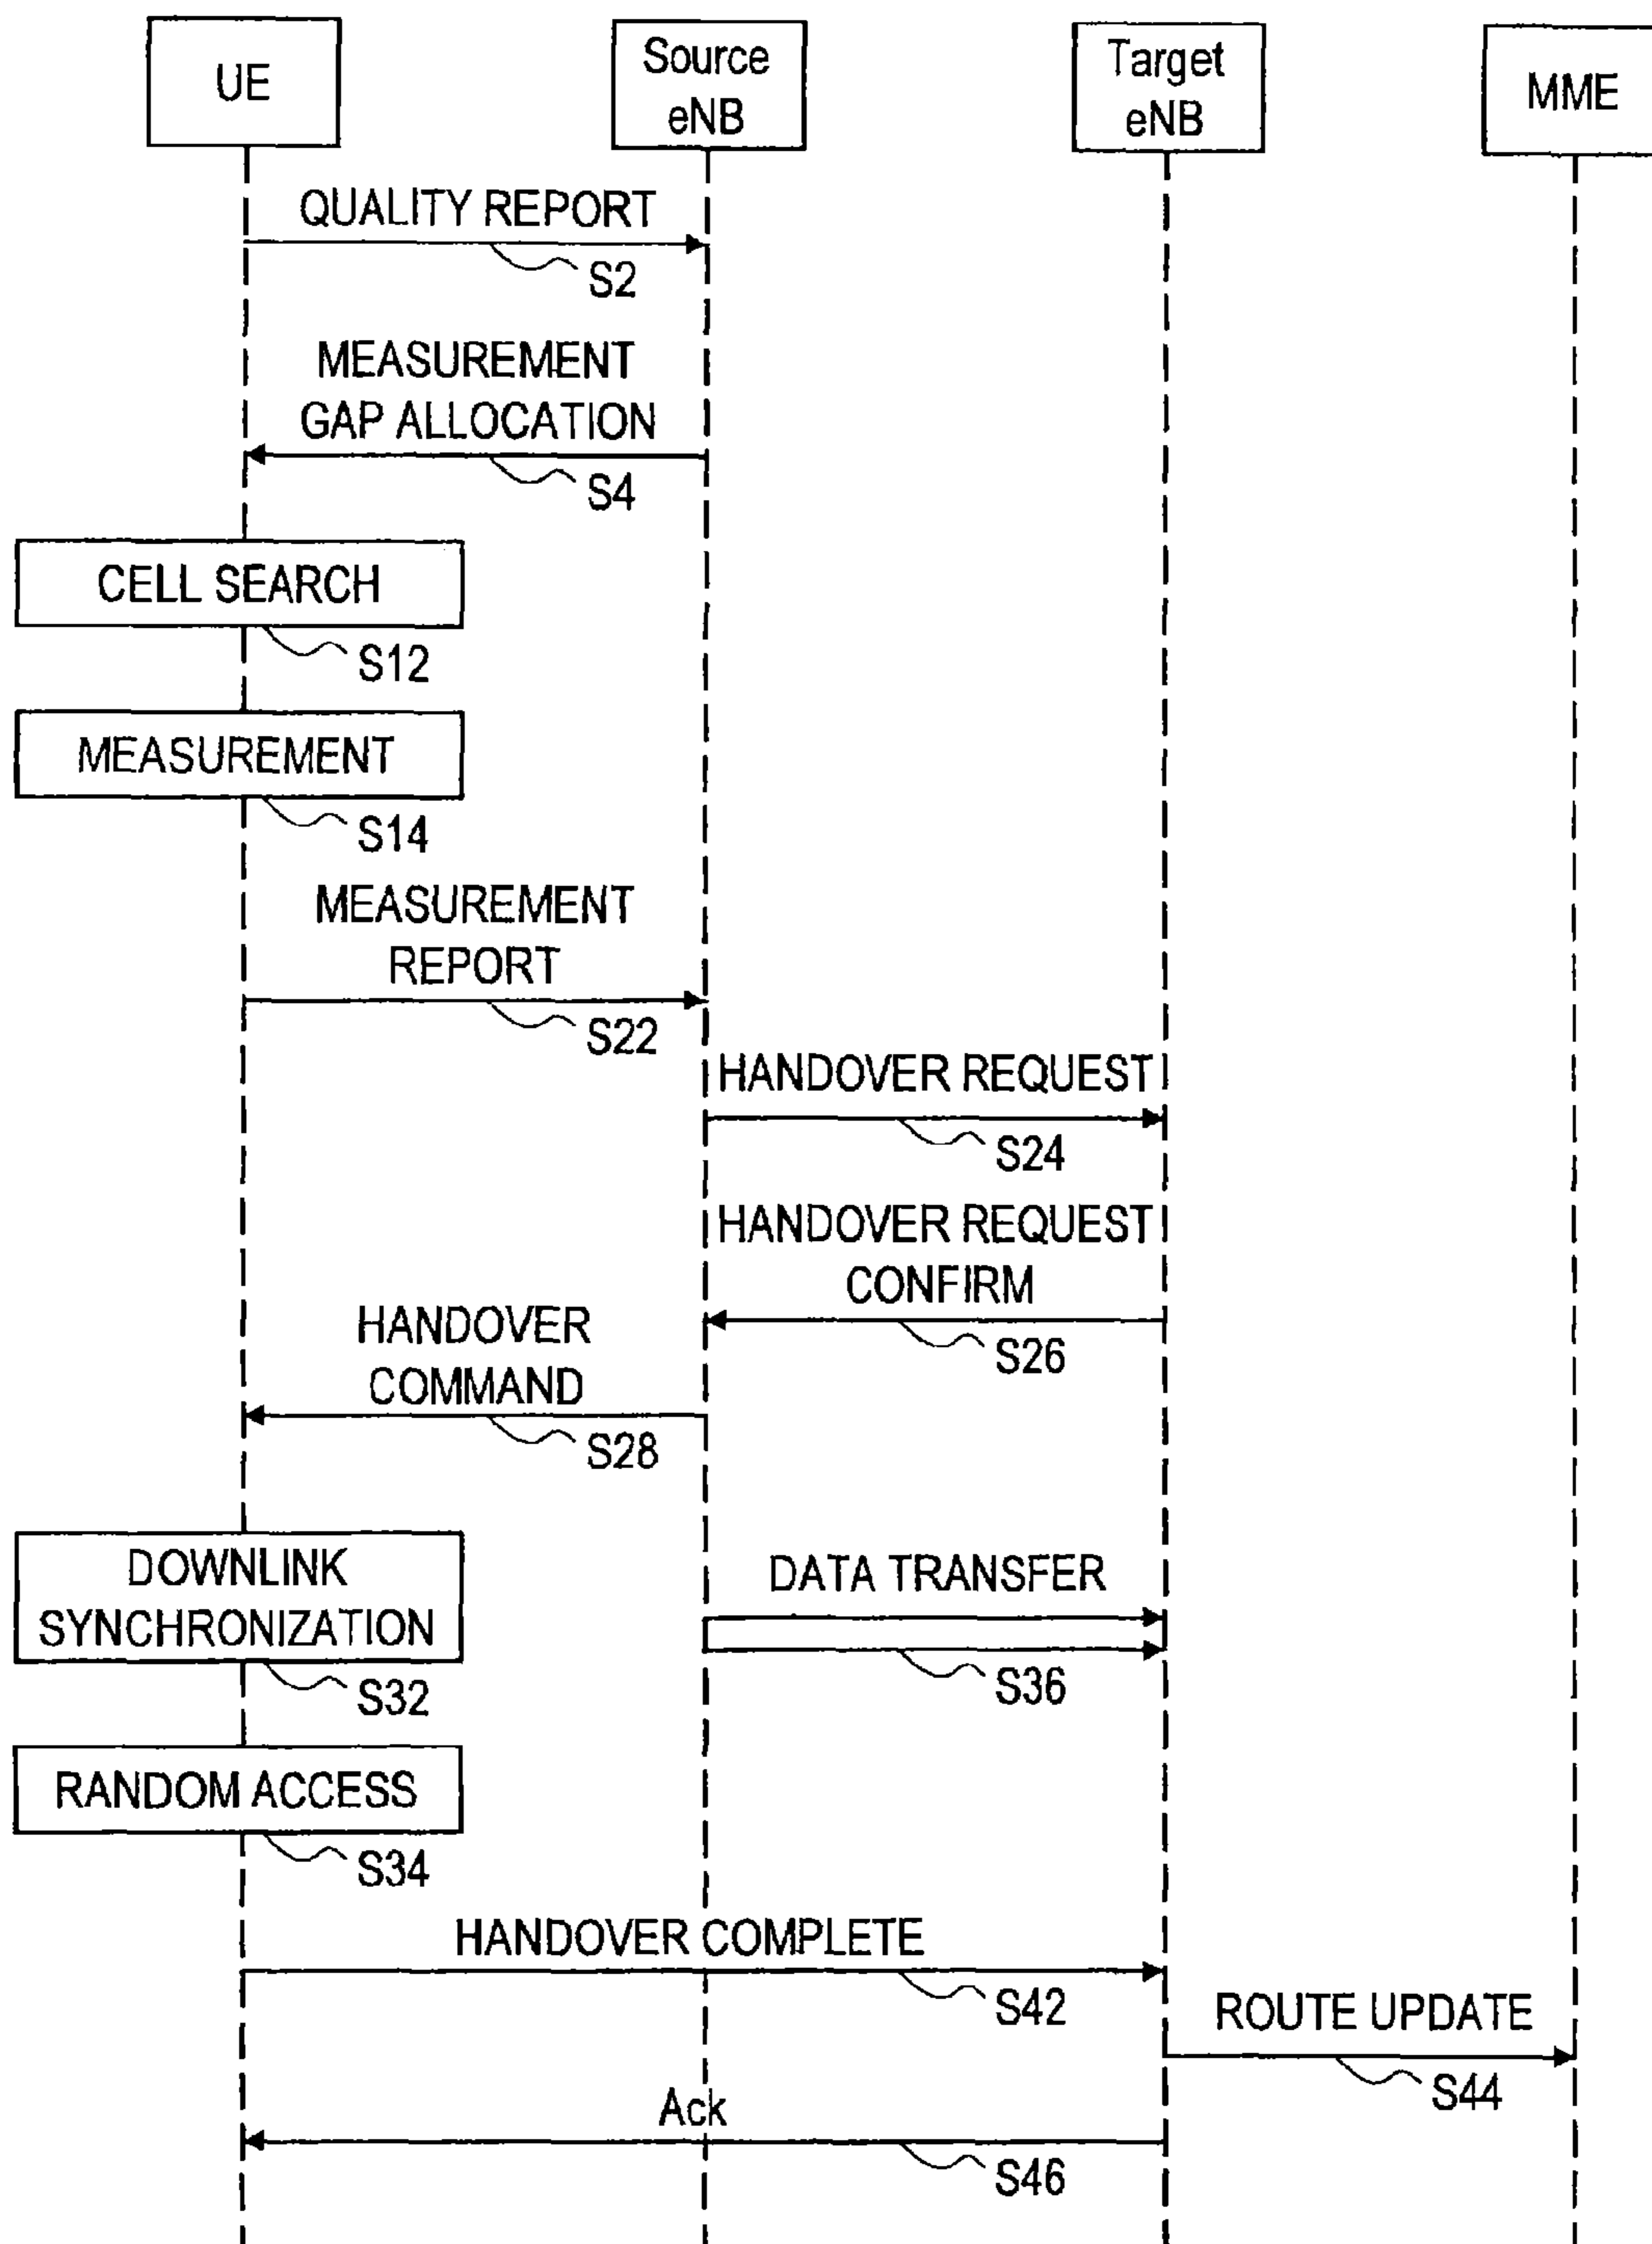 UE
Source
eNB
Target
eNB
MME
QUALITY REPORT
S2
MEASUREMENT
GAP ALLOCATION
S4
CELL SEARCH
S12
MEASUREMENT
S14
MEASUREMENT
REPORT
S22
HANDOVER REQUEST
S24
HANDOVER REQUEST
CONFIRM
S26
HANDOVER
COMMAND
S28
DOWNLINK
SYNCHRONIZATION
S32
DATA TRANSFER
S36
RANDOM ACCESS
S34
HANDOVER COMPLETE
S42
ROUTE UPDATE
S44
Ack
S46